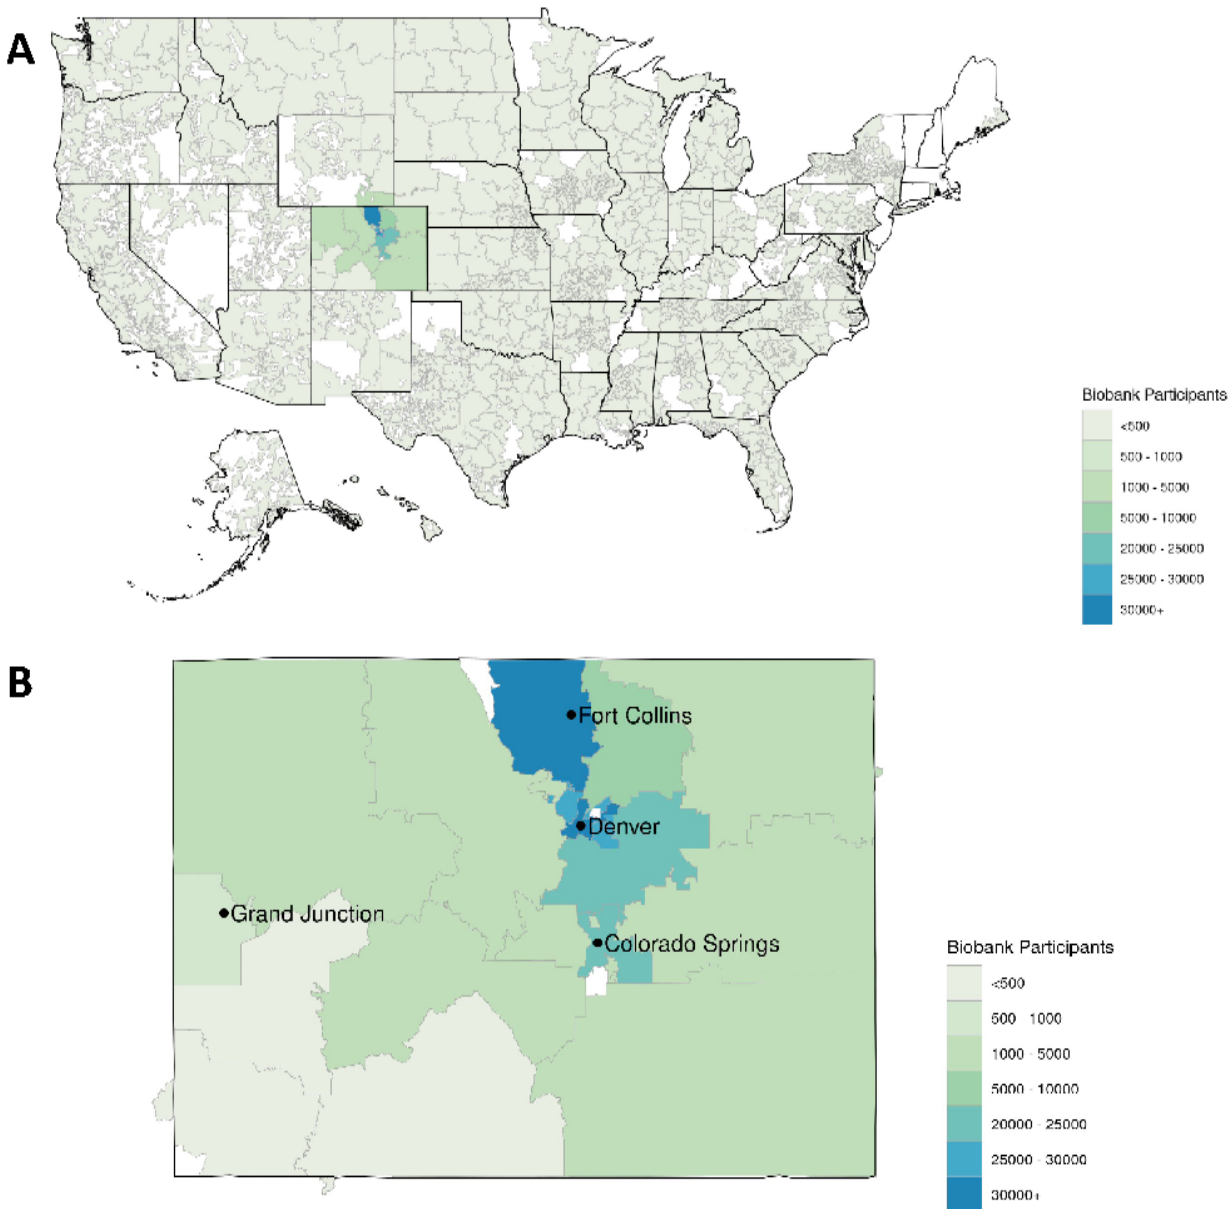 A
Biobank Participants
<500
500 - 1000
1000 - 5000
5000 - 10000
20000 - 25000
25000 - 30000
30000+
B
Fort Collins
Denver
Grand Junction
Colorado Springs
Biobank Participants
<500
500 1000
1000 - 5000
5000 - 10000
20000 - 25000
25000 - 30000
30000+